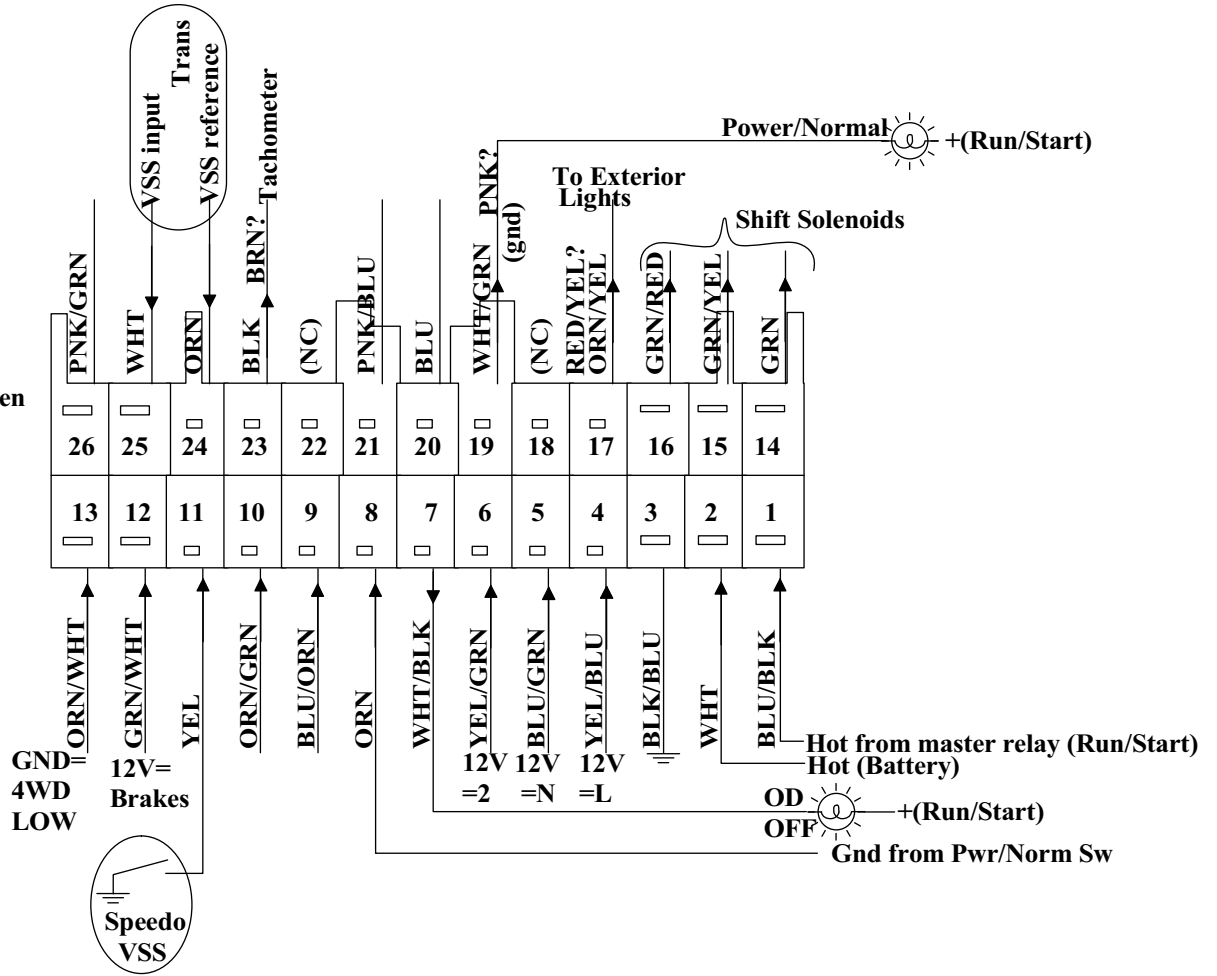 Trans
VSS input
VSS reference
Tachometer
BRN?
Power/Normal
+(Run/Start)
PNK?
(gnd)
To Exterior
Lights
Shift Solenoids
PNK/GRN
WHT
ORN
BLK
(NC)
PNK/BLU
BLU
WHT/GRN
(NC)
RED/YEL?
ORN/YEL
GRN/RED
GRN/YEL
GRN
en
26 25 24 23 22 21 20 19 18 17 16 15 14
13 12 11 10 9 8 7 6 5 4 3 2 1
ORN/WHT
GRN/WHT
YEL
ORN/GRN
BLU/ORN
ORN
WHT/BLK
YEL/GRN
BLU/GRN
YEL/BLU
BLK/BLU
WHT
BLU/BLK
GND=
4WD
LOW
12V=
Brakes
12V
=2
12V
=N
12V
=L
Hot from master relay (Run/Start)
Hot (Battery)
OD
OFF
+(Run/Start)
Gnd from Pwr/Norm Sw
Speedo
VSS